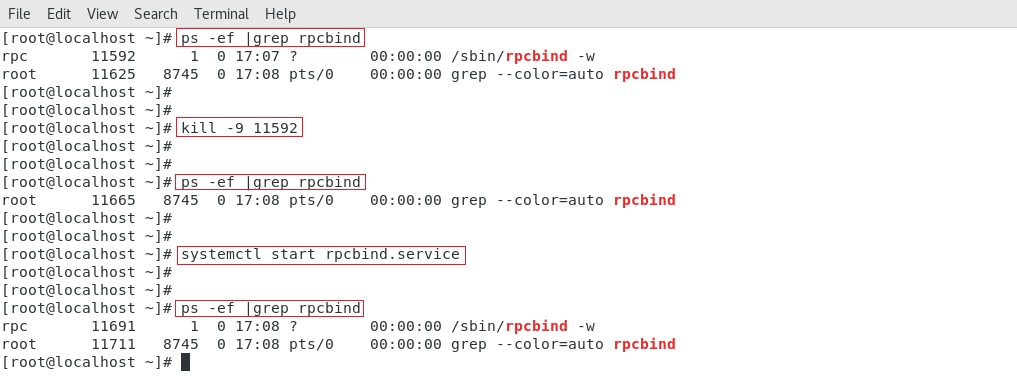 File Edit View Search Terminal Help
[root@localhost ~]# ps -ef |grep rpcbind
rpc       11592      1  0 17:07 ?        00:00:00 /sbin/rpcbind -w
root      11625   8745  0 17:08 pts/0    00:00:00 grep --color=auto rpcbind
[root@localhost ~]#
[root@localhost ~]#
[root@localhost ~]# kill -9 11592
[root@localhost ~]#
[root@localhost ~]#
[root@localhost ~]# ps -ef |grep rpcbind
root      11665   8745  0 17:08 pts/0    00:00:00 grep --color=auto rpcbind
[root@localhost ~]#
[root@localhost ~]#
[root@localhost ~]# systemctl start rpcbind.service
[root@localhost ~]#
[root@localhost ~]#
[root@localhost ~]# ps -ef |grep rpcbind
rpc       11691      1  0 17:08 ?        00:00:00 /sbin/rpcbind -w
root      11711   8745  0 17:08 pts/0    00:00:00 grep --color=auto rpcbind
[root@localhost ~]#